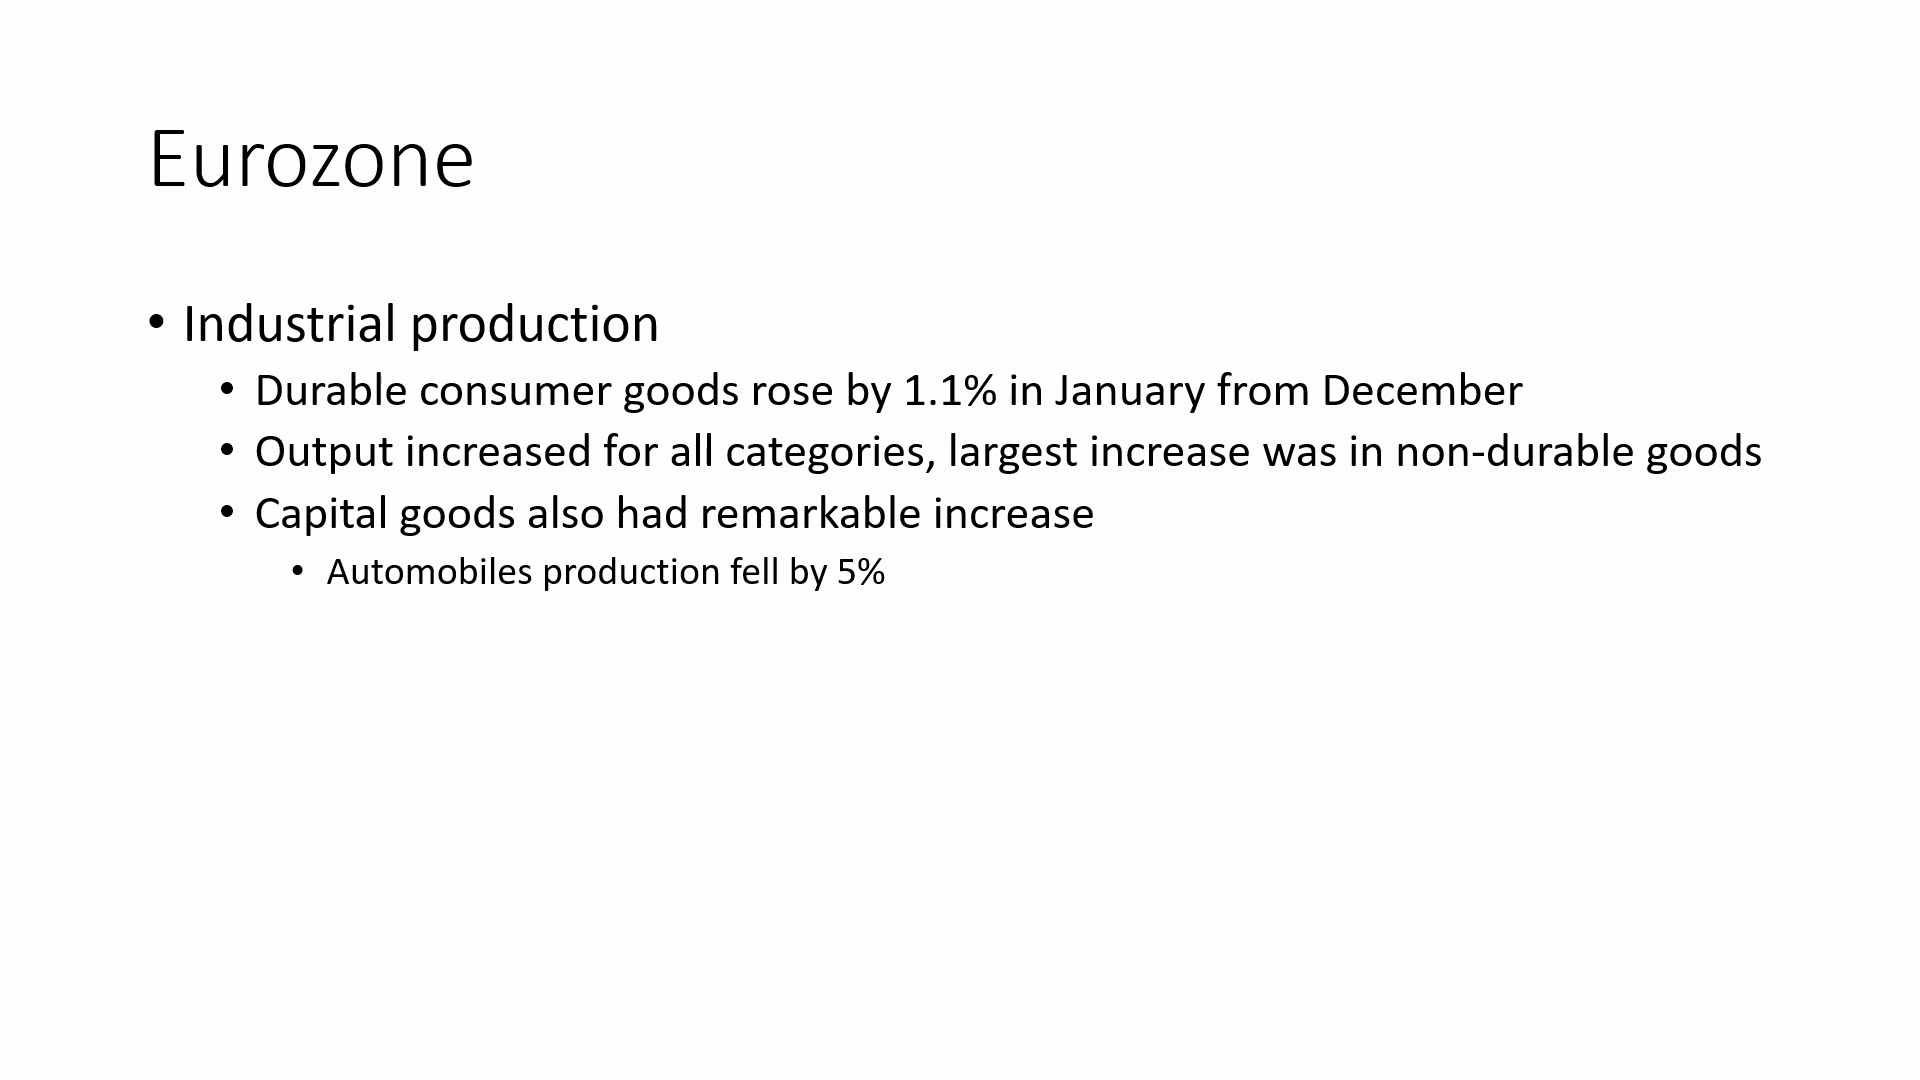 Eurozone
• Industrial production
• Durable consumer goods rose by 1.1% in January from December
• Output increased for all categories, largest increase was in non-durable goods
• Capital goods also had remarkable increase
• Automobiles production fell by 5%